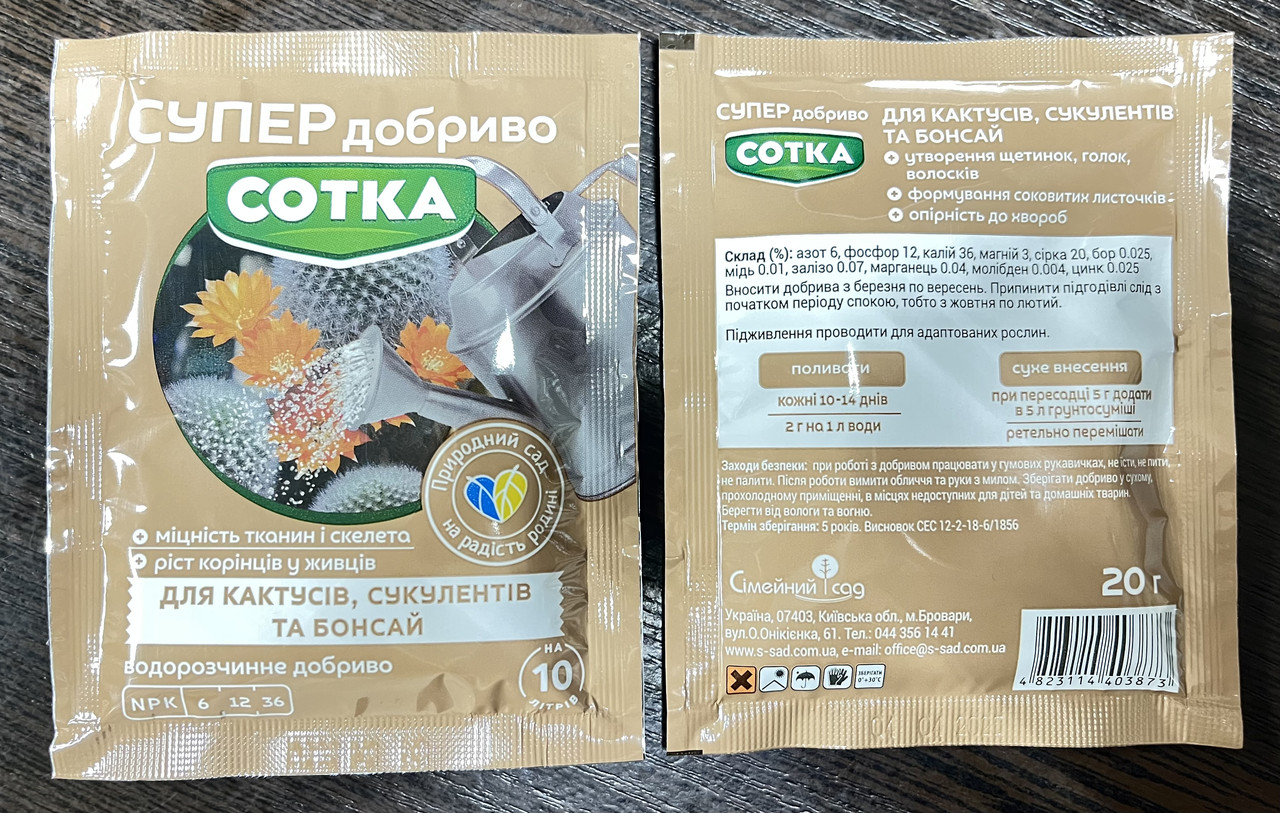 СУПЕР добриво
СОТКА
Природний сад
на радість родині
міцність тканин і скелета
ріст корінців у живців
ДЛЯ КАКТУСІВ, СУКУЛЕНТІВ
ТА БОНСАЙ
водорозчинне добриво
НА
10
ЛІТРІВ
NPK 6 12 36
СУПЕР добриво
СОТКА
ДЛЯ КАКТУСІВ, СУКУЛЕНТІВ
ТА БОНСАЙ
утворення щетинок, голок,
волосків
формування соковитих листочків
опірність до хвороб
Склад (%): азот 6, фосфор 12, калій 36, магній 3, сірка 20, бор 0.025,
мідь 0.01, залізо 0.07, марганець 0.04, молібден 0.004, цинк 0.025
Вносити добрива з березня по вересень. Припинити підгодівлі слід з
початком періоду спокою, тобто з жовтня по лютий.
Підживлення проводити для адаптованих рослин.
поливати
кожні 10-14 днів
2 г на 1 л води
сухе внесення
при пересадці 5 г додати
в 5 л грунтосуміші
ретельно перемішати
Заходи безпеки: при роботі з добривом працювати у гумових рукавичках, не їсти, не пити,
не палити. Після роботи вимити обличчя та руки з милом. Зберігати добриво у сухому,
прохолодному приміщенні, в місцях недоступних для дітей та домашніх тварин.
Берегти від вологи та вогню.
Термін зберігання: 5 років. Висновок СЕС 12-2-18-6/1856
Сімейний сад
20 г
Україна, 07403, Київська обл., м.Бровари,
вул.О.Онікієнка, 61. Тел.: 044 356 14 41
www.s-sad.com.ua, e-mail: office@s-sad.com.ua
ЗБЕРІГАТИ
0°+30°C
4 823114 403873